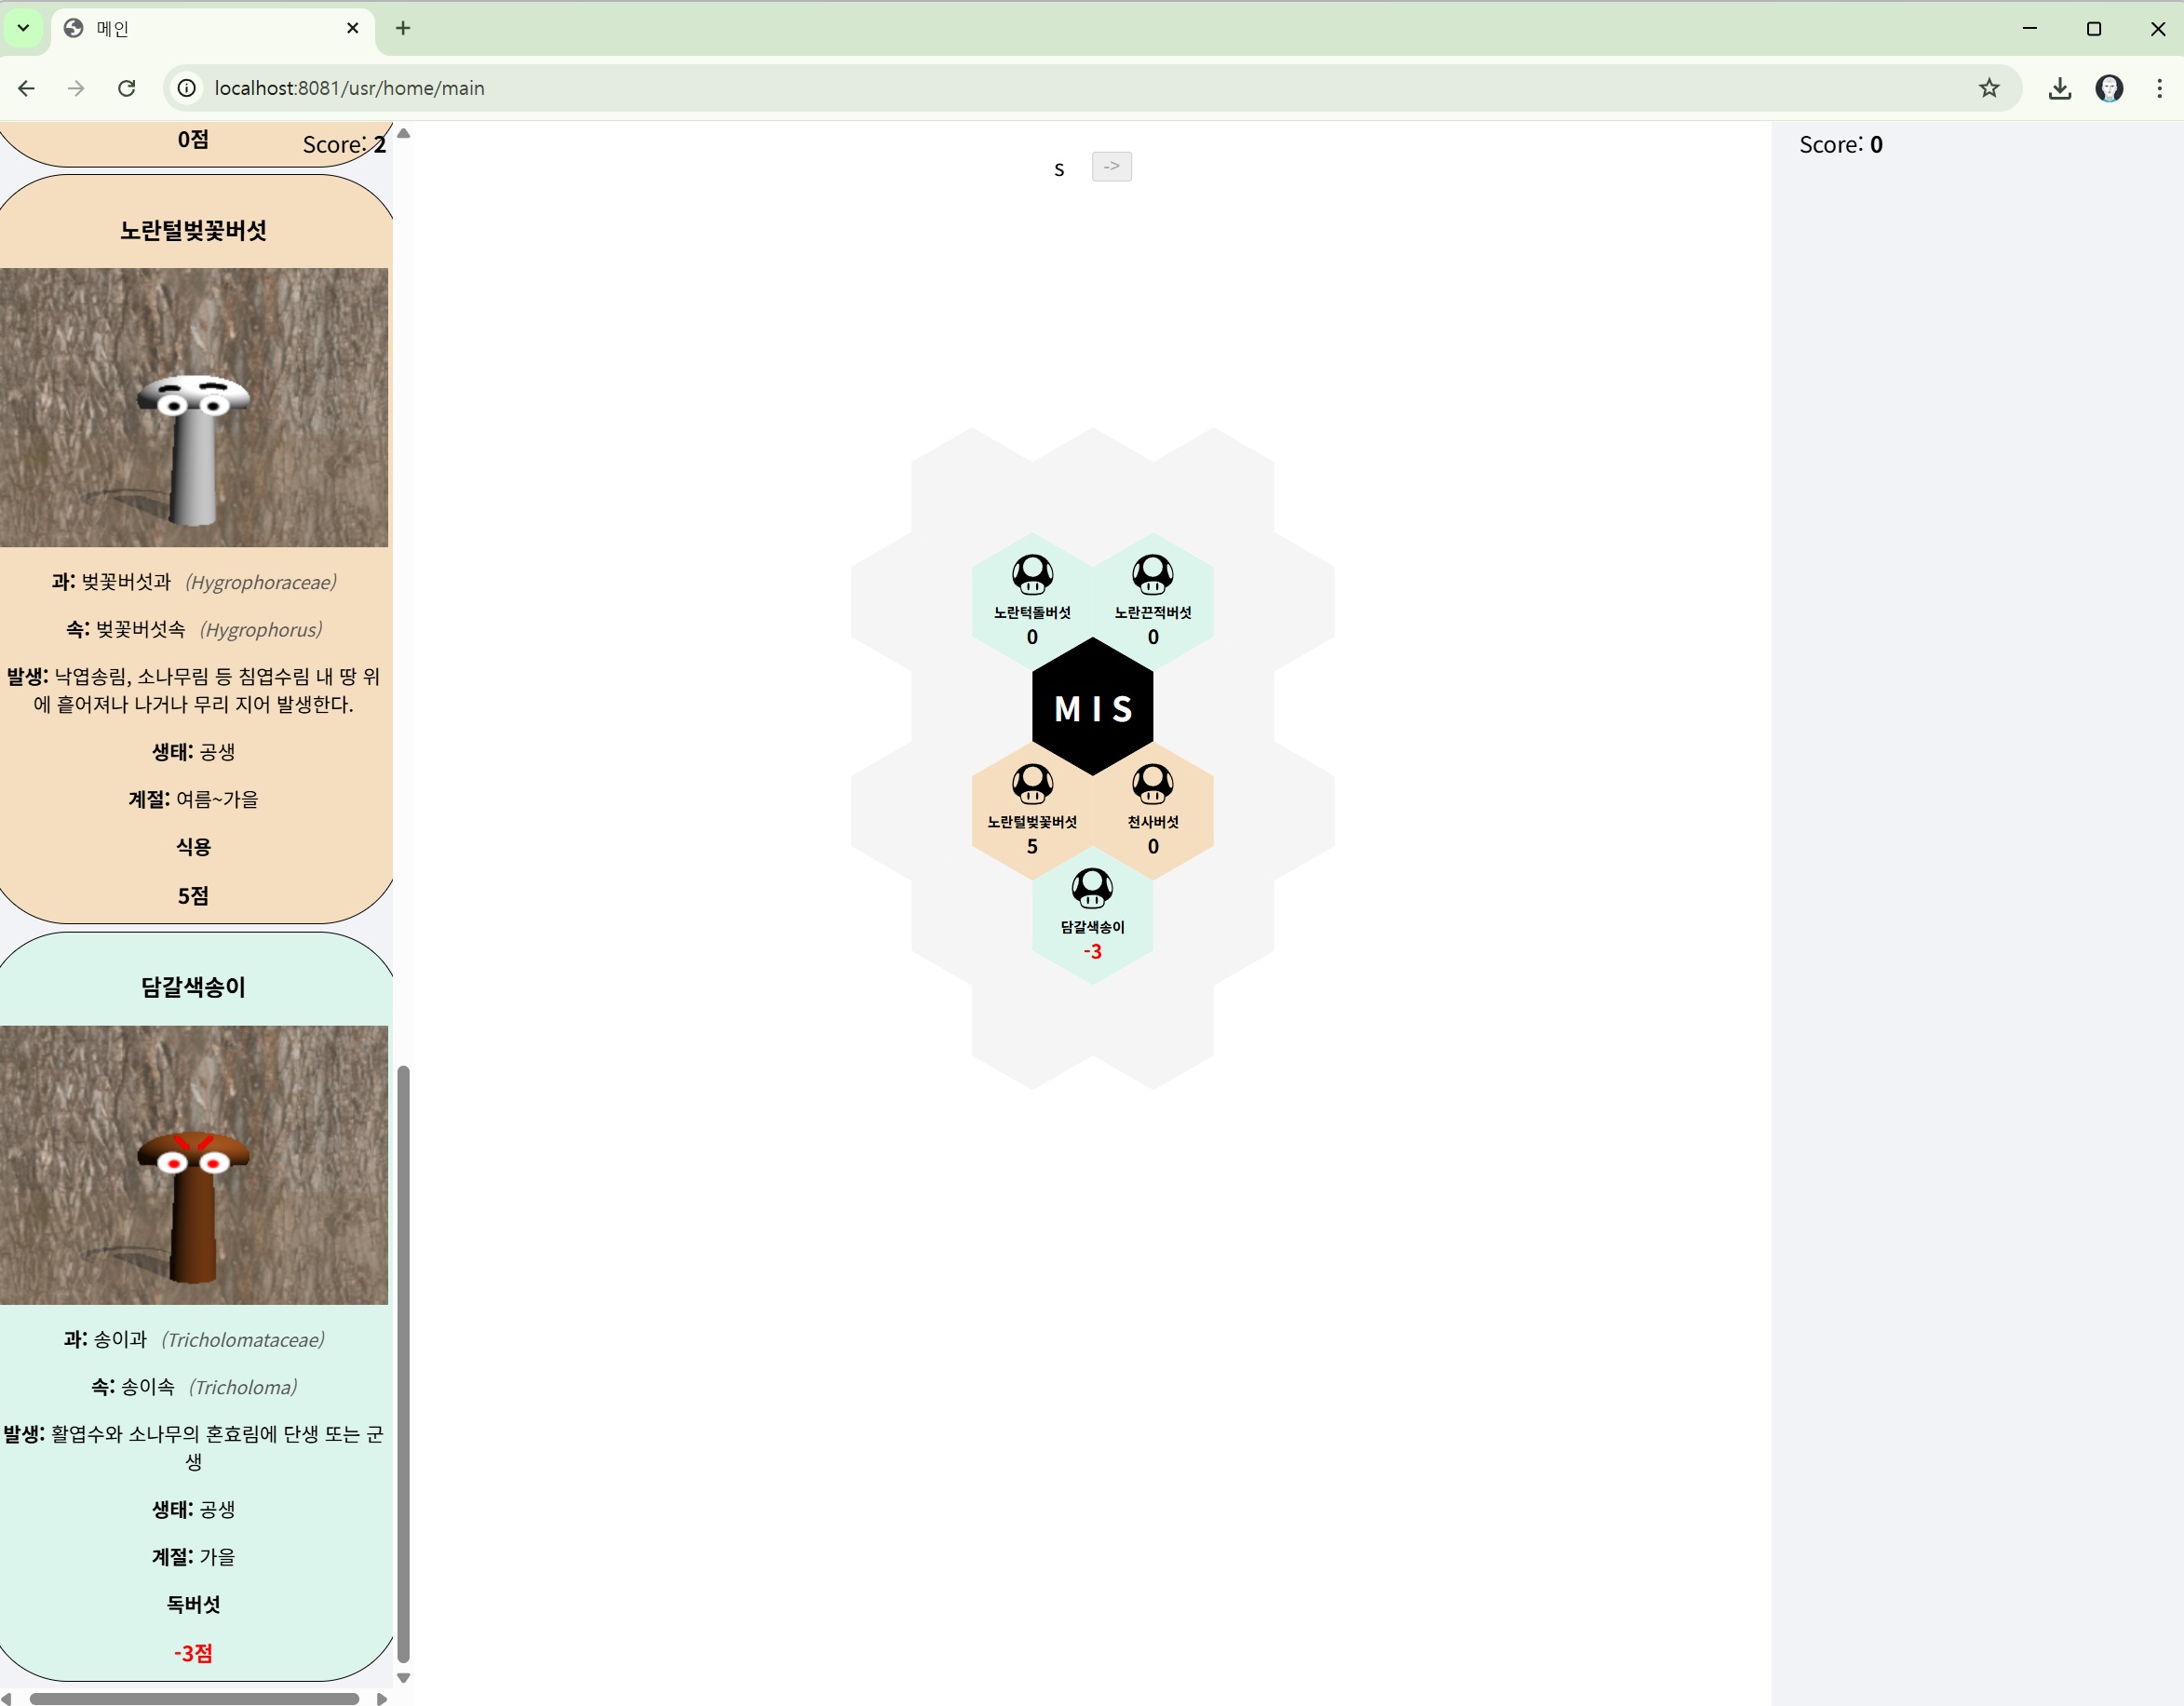 메인
localhost:8081/usr/home/main
0점
Score: 2
노란털벚꽃버섯
과: 벚꽃버섯과 (Hygrophoraceae)
속: 벚꽃버섯속 (Hygrophorus)
발생: 낙엽송림, 소나무림 등 침엽수림 내 땅 위
에 흩어져나 나거나 무리 지어 발생한다.
생태: 공생
계절: 여름~가을
식용
5점
담갈색송이
과: 송이과 (Tricholomataceae)
속: 송이속 (Tricholoma)
발생: 활엽수와 소나무의 혼효림에 단생 또는 군
생
생태: 공생
계절: 가을
독버섯
-3점
s ->
노란턱돌버섯
0
노란끈적버섯
0
MIS
노란털벚꽃버섯
5
천사버섯
0
담갈색송이
-3
Score: 0